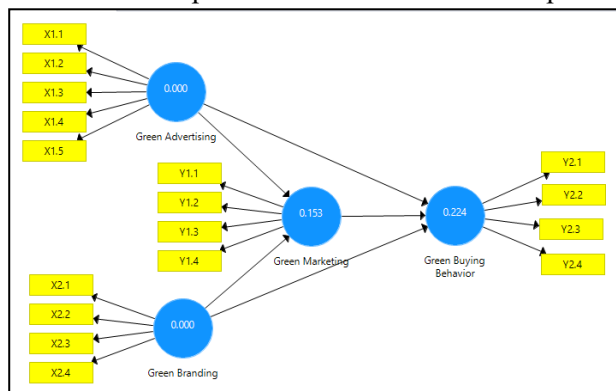 X1.1
X1.2
X1.3
X1.4
X1.5
0.000
Green Advertising
Y1.1
Y1.2
Y1.3
Y1.4
0.153
Green Marketing
0.224
Green Buying
Behavior
Y2.1
Y2.2
Y2.3
Y2.4
X2.1
X2.2
X2.3
X2.4
0.000
Green Branding